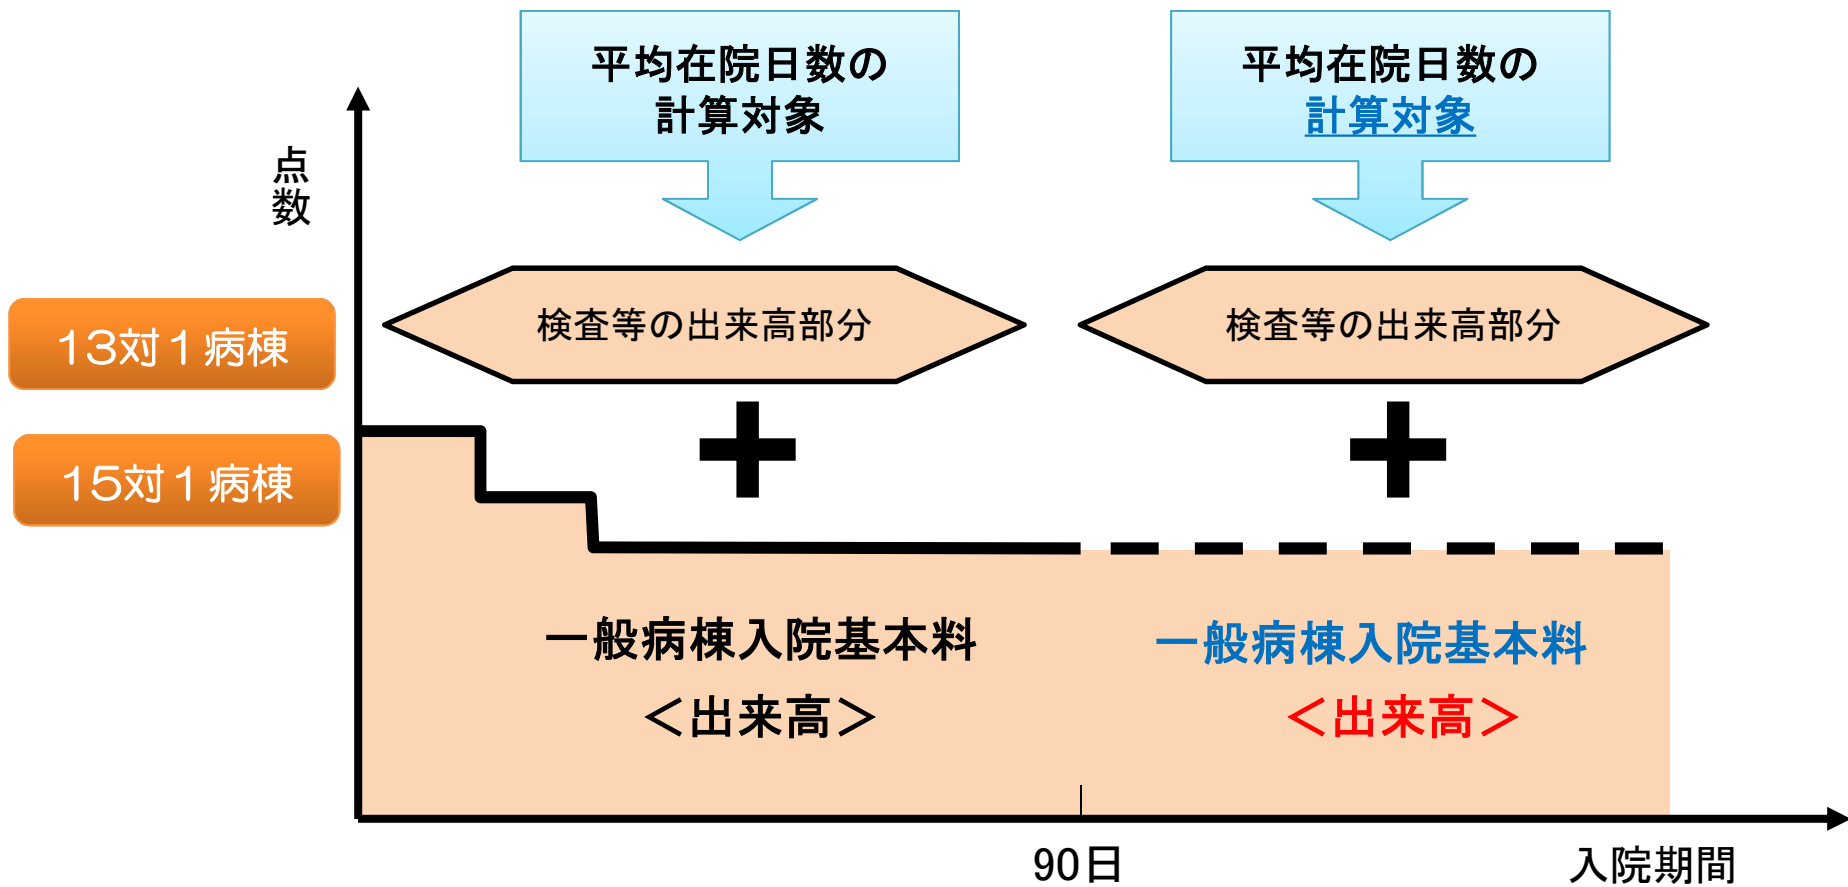 平均在院日数の
計算対象
平均在院日数の
計算対象
点数
検査等の出来高部分
検査等の出来高部分
13対1病棟
15対1病棟
一般病棟入院基本料
<出来高>
一般病棟入院基本料
<出来高>
90日
入院期間